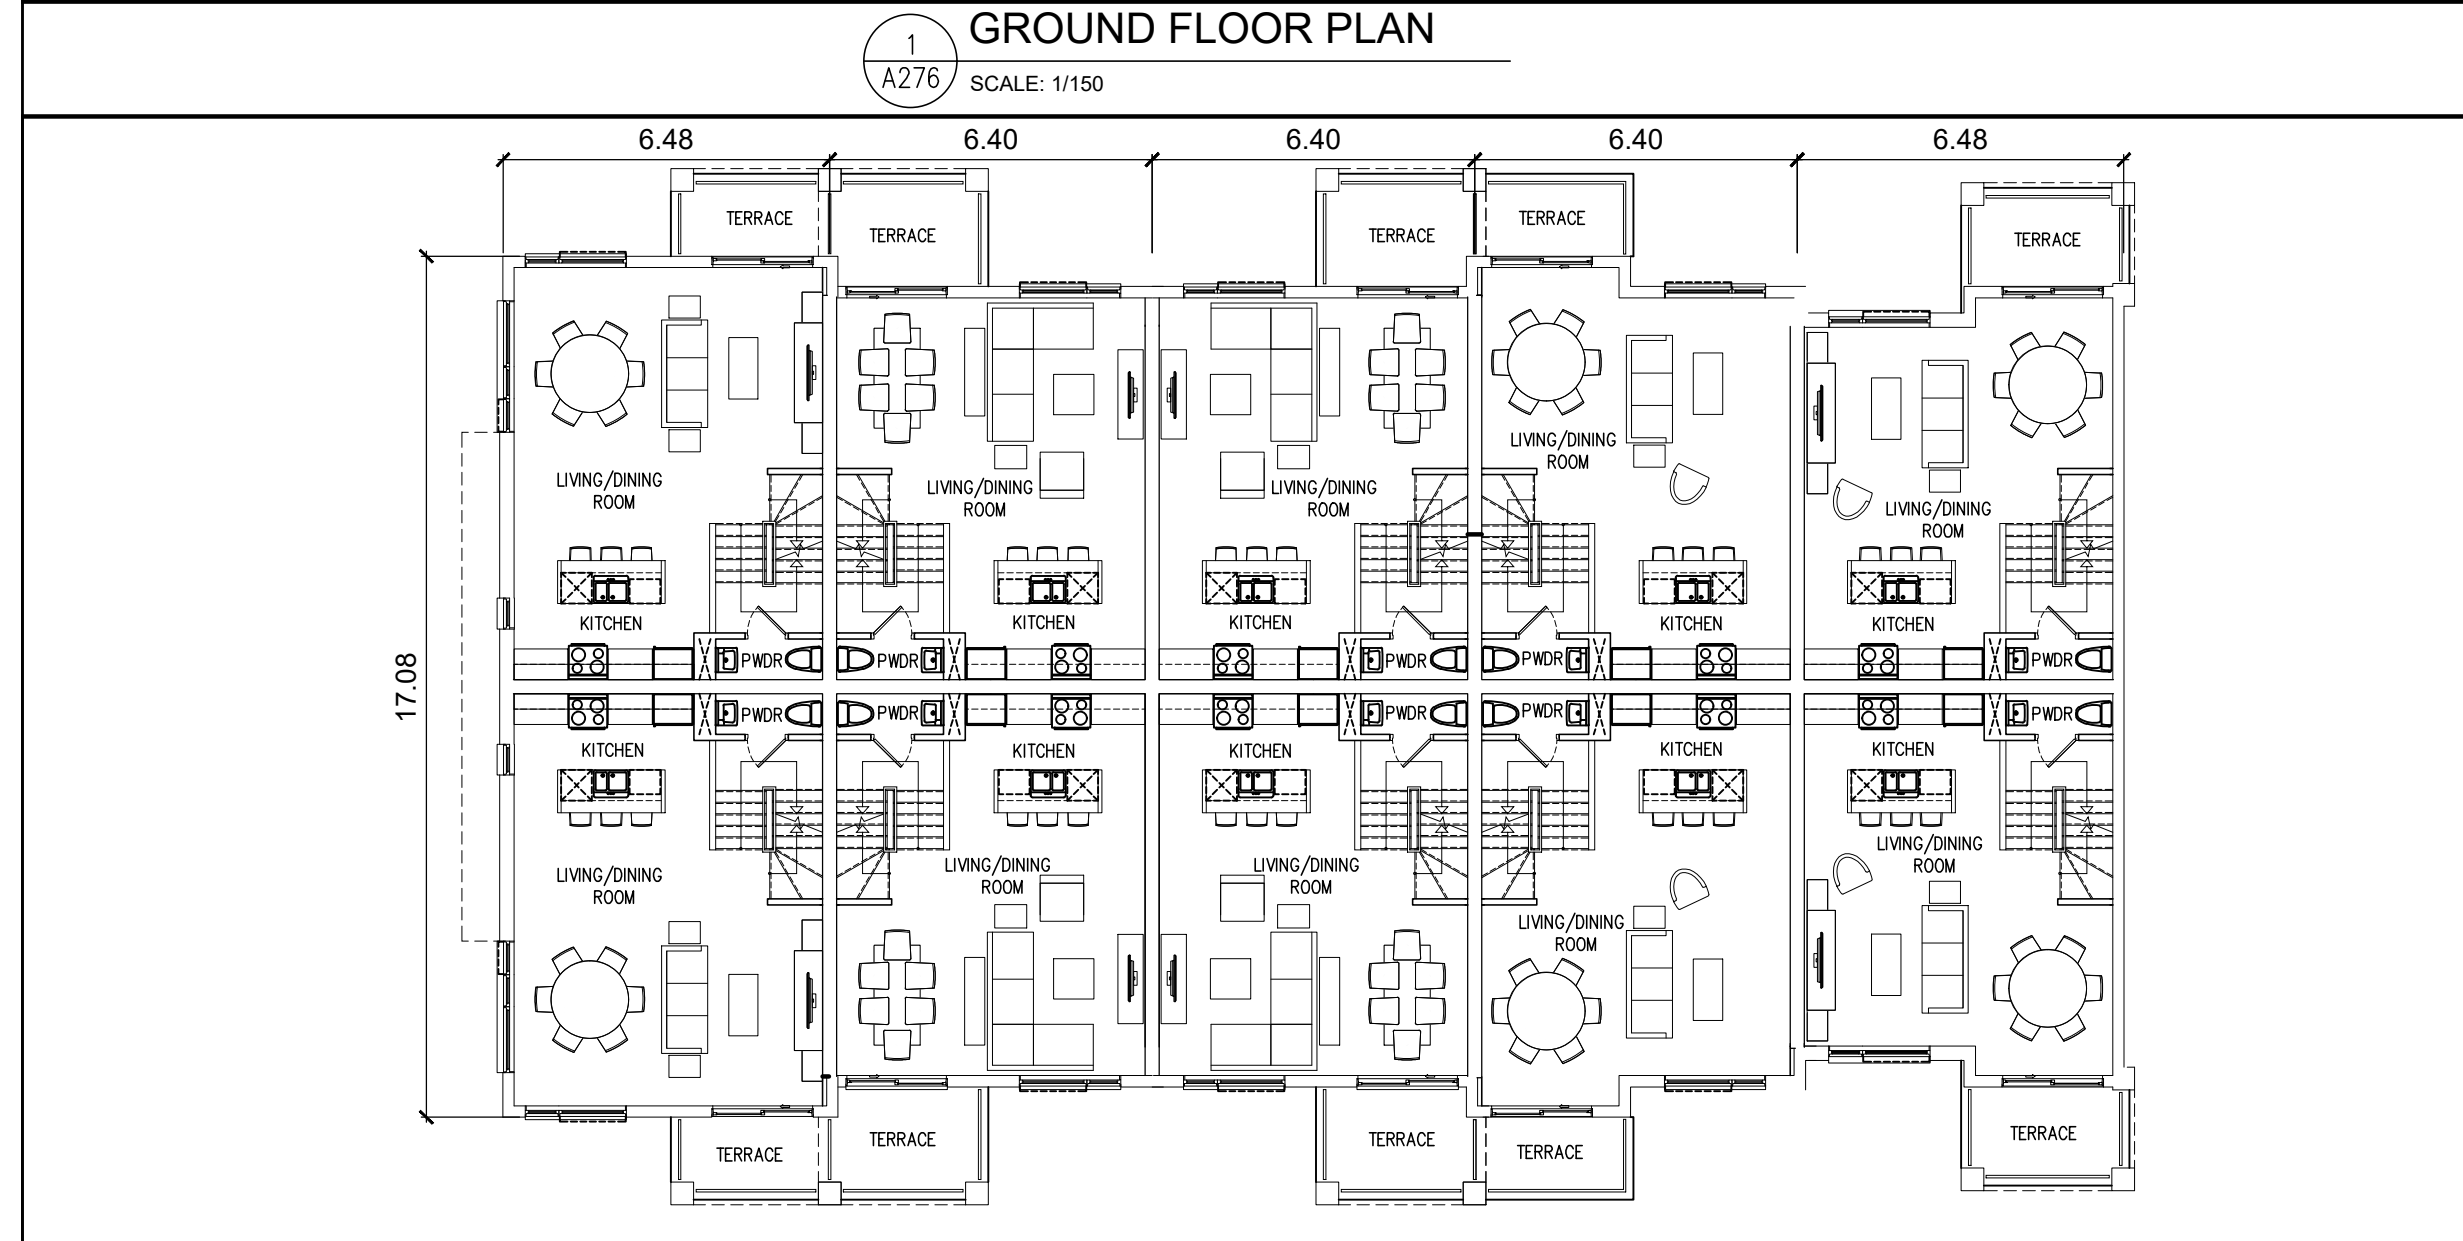 1
A276
GROUND FLOOR PLAN
SCALE: 1/150
6.48
6.40
6.40
6.40
6.48
TERRACE
TERRACE
TERRACE
TERRACE
TERRACE
LIVING/DINING
ROOM
LIVING/DINING
ROOM
LIVING/DINING
ROOM
LIVING/DINING
ROOM
LIVING/DINING
ROOM
KITCHEN
KITCHEN
KITCHEN
KITCHEN
KITCHEN
PWDR
PWDR
PWDR
PWDR
PWDR
17.08
PWDR
PWDR
PWDR
PWDR
PWDR
KITCHEN
KITCHEN
KITCHEN
KITCHEN
KITCHEN
LIVING/DINING
ROOM
LIVING/DINING
ROOM
LIVING/DINING
ROOM
LIVING/DINING
ROOM
LIVING/DINING
ROOM
TERRACE
TERRACE
TERRACE
TERRACE
TERRACE